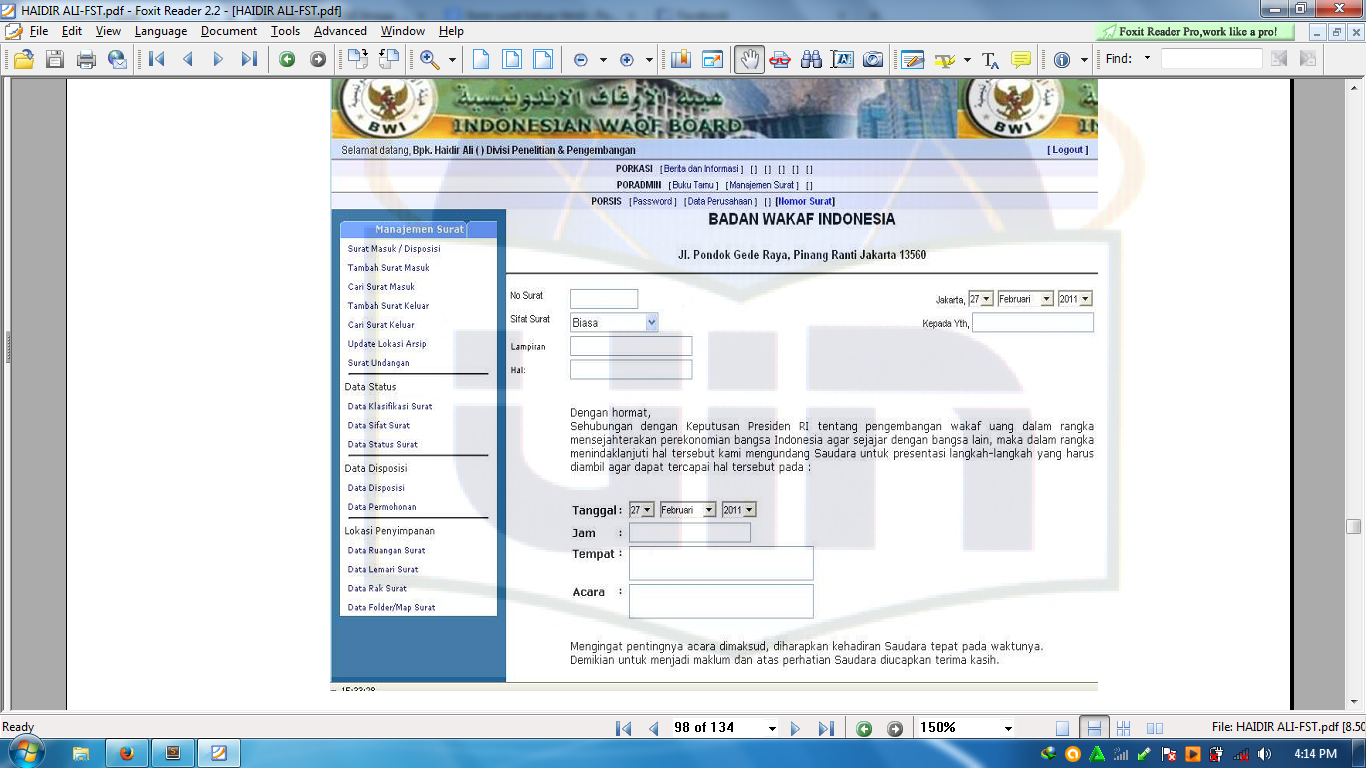 HAIDIR ALI-FST.pdf - Foxit Reader 2.2 - [HAIDIR ALI-FST.pdf]
File Edit View Language Document Tools Advanced Window Help
Foxit Reader Pro,work like a pro!
Find:
هيئة الأوقاف الاندونيسية
INDONESIAN WAQF BOARD
BWI
BWI
Selamat datang, Bpk. Haidir Ali ( ) Divisi Penelitian & Pengembangan [ Logout ]
PORKASI [Berita dan Informasi ] [ ] [ ] [ ] [ ] [ ]
PORADMIN [Buku Tamu ] [Manajemen Surat ] [ ]
PORSIS [Password ] [Data Perusahaan ] [ ] [Nomor Surat]
Manajemen Surat
Surat Masuk / Disposisi
Tambah Surat Masuk
Cari Surat Masuk
Tambah Surat Keluar
Cari Surat Keluar
Update Lokasi Arsip
Surat Undangan
Data Status
Data Klasifikasi Surat
Data Sifat Surat
Data Status Surat
Data Disposisi
Data Disposisi
Data Permohonan
Lokasi Penyimpanan
Data Ruangan Surat
Data Lemari Surat
Data Rak Surat
Data Folder/Map Surat
BADAN WAKAF INDONESIA
Jl. Pondok Gede Raya, Pinang Ranti Jakarta 13560
No Surat
Jakarta, 27 Februari 2011
Sifat Surat Biasa
Kepada Yth,
Lampiran
Hal:
Dengan hormat,
Sehubungan dengan Keputusan Presiden RI tentang pengembangan wakaf uang dalam rangka
mensejahterakan perekonomian bangsa Indonesia agar sejajar dengan bangsa lain, maka dalam rangka
menindaklanjuti hal tersebut kami mengundang Saudara untuk presentasi langkah-langkah yang harus
diambil agar dapat tercapai hal tersebut pada :
Tanggal : 27 Februari 2011
Jam :
Tempat :
Acara :
Mengingat pentingnya acara dimaksud, diharapkan kehadiran Saudara tepat pada waktunya.
Demikian untuk menjadi maklum dan atas perhatian Saudara diucapkan terima kasih.
uin
Ready
98 of 134
150%
File: HAIDIR ALI-FST.pdf [8.50
4:14 PM